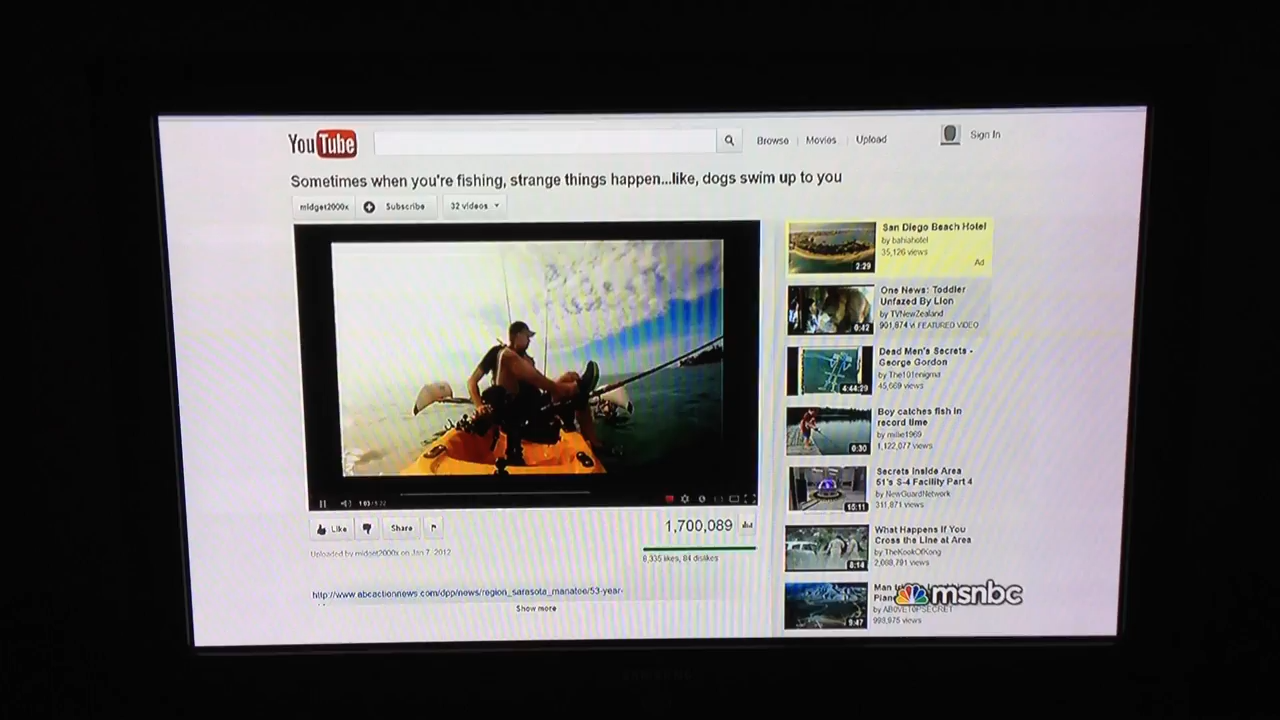 YouTube
Browse | Movies | Upload
Sign In
Sometimes when you're fishing, strange things happen...like, dogs swim up to you
midget2000x
Subscribe
32 videos
San Diego Beach Hotel
by bahiahotel
35,126 views
Ad
2:29
One News: Toddler
Unfazed By Lion
by TVNewZealand
901,874 vi FEATURED VIDEO
0:42
Dead Men's Secrets -
George Gordon
by The101enigma
45,669 views
4:44:29
Boy catches fish in
record time
by millie1969
1,122,077 views
0:30
Secrets Inside Area
51's S-4 Facility Part 4
by NewGuardNetwork
311,871 views
15:11
What Happens If You
Cross the Line at Area
by TheKookOfKong
2,068,791 views
8:14
Man
Plane
by ABOVETOPSECRET
998,975 views
9:47
msnbc
Like
Share
1,700,089
Uploaded by midget2000x on Jan 7, 2012
8,335 likes, 84 dislikes
http://www.abcactionnews.com/dpp/news/region_sarasota_manatee/53-year-
Show more
SAMSUNG